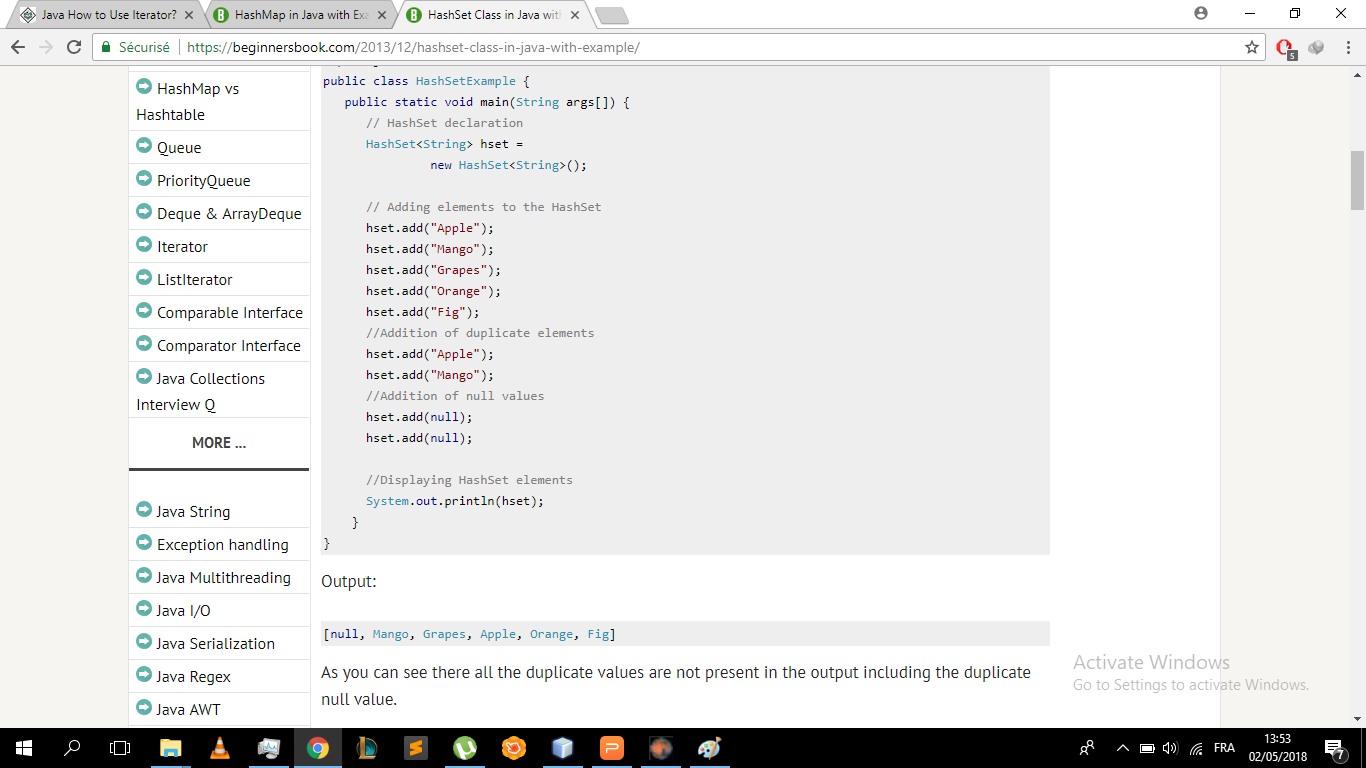 Java How to Use Iterator?
HashMap in Java with Exa
HashSet Class in Java with
Sécurisé
https://beginnersbook.com/2013/12/hashset-class-in-java-with-example/
5
HashMap vs
Hashtable
Queue
PriorityQueue
Deque & ArrayDeque
Iterator
ListIterator
Comparable Interface
Comparator Interface
Java Collections
Interview Q
MORE ...
Java String
Exception handling
Java Multithreading
Java I/O
Java Serialization
Java Regex
Java AWT
public class HashSetExample {
   public static void main(String args[]) {
      // HashSet declaration
      HashSet<String> hset =
               new HashSet<String>();

      // Adding elements to the HashSet
      hset.add("Apple");
      hset.add("Mango");
      hset.add("Grapes");
      hset.add("Orange");
      hset.add("Fig");
      //Addition of duplicate elements
      hset.add("Apple");
      hset.add("Mango");
      //Addition of null values
      hset.add(null);
      hset.add(null);

      //Displaying HashSet elements
      System.out.println(hset);
    }
}
Output:
[null, Mango, Grapes, Apple, Orange, Fig]
As you can see there all the duplicate values are not present in the output including the duplicate
null value.
Activate Windows
Go to Settings to activate Windows.
FRA
13:53
02/05/2018
7